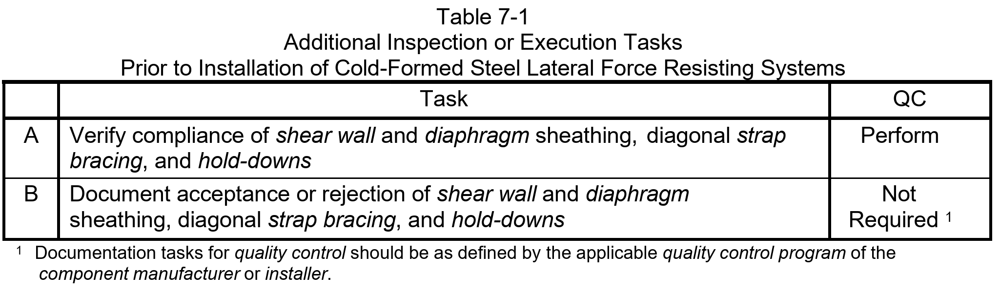 Table 7-1
Additional Inspection or Execution Tasks
Prior to Installation of Cold-Formed Steel Lateral Force Resisting Systems
Task QC
A Verify compliance of shear wall and diaphragm sheathing, diagonal strap Perform
bracing, and hold-downs
B Document acceptance or rejection of shear wall and diaphragm Not
sheathing, diagonal strap bracing, and hold-downs Required 1
1 Documentation tasks for quality control should be as defined by the applicable quality control program of the
component manufacturer or installer.